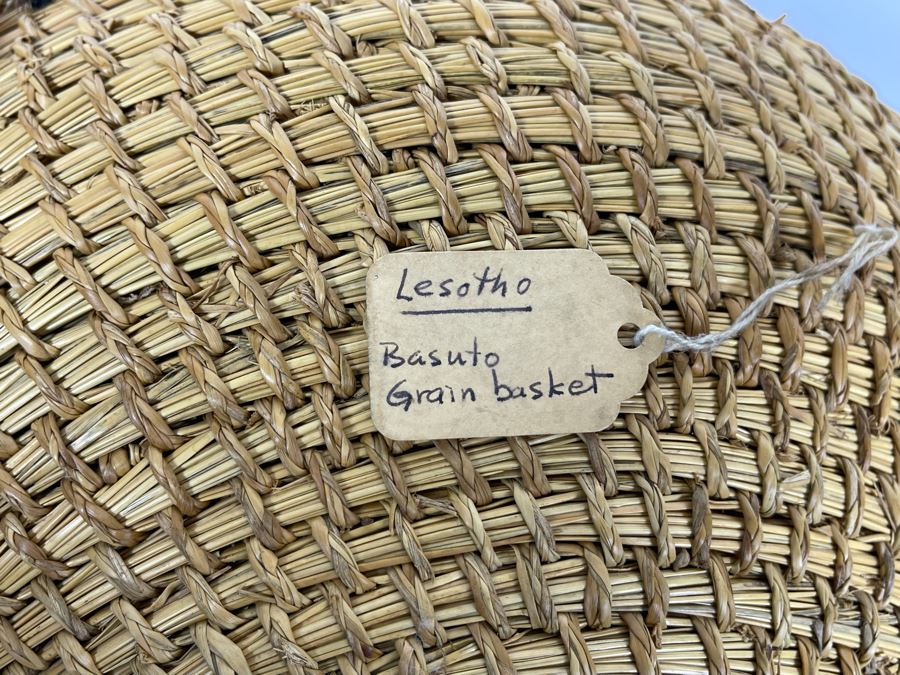 Lesotho
Basuto
Grain basket